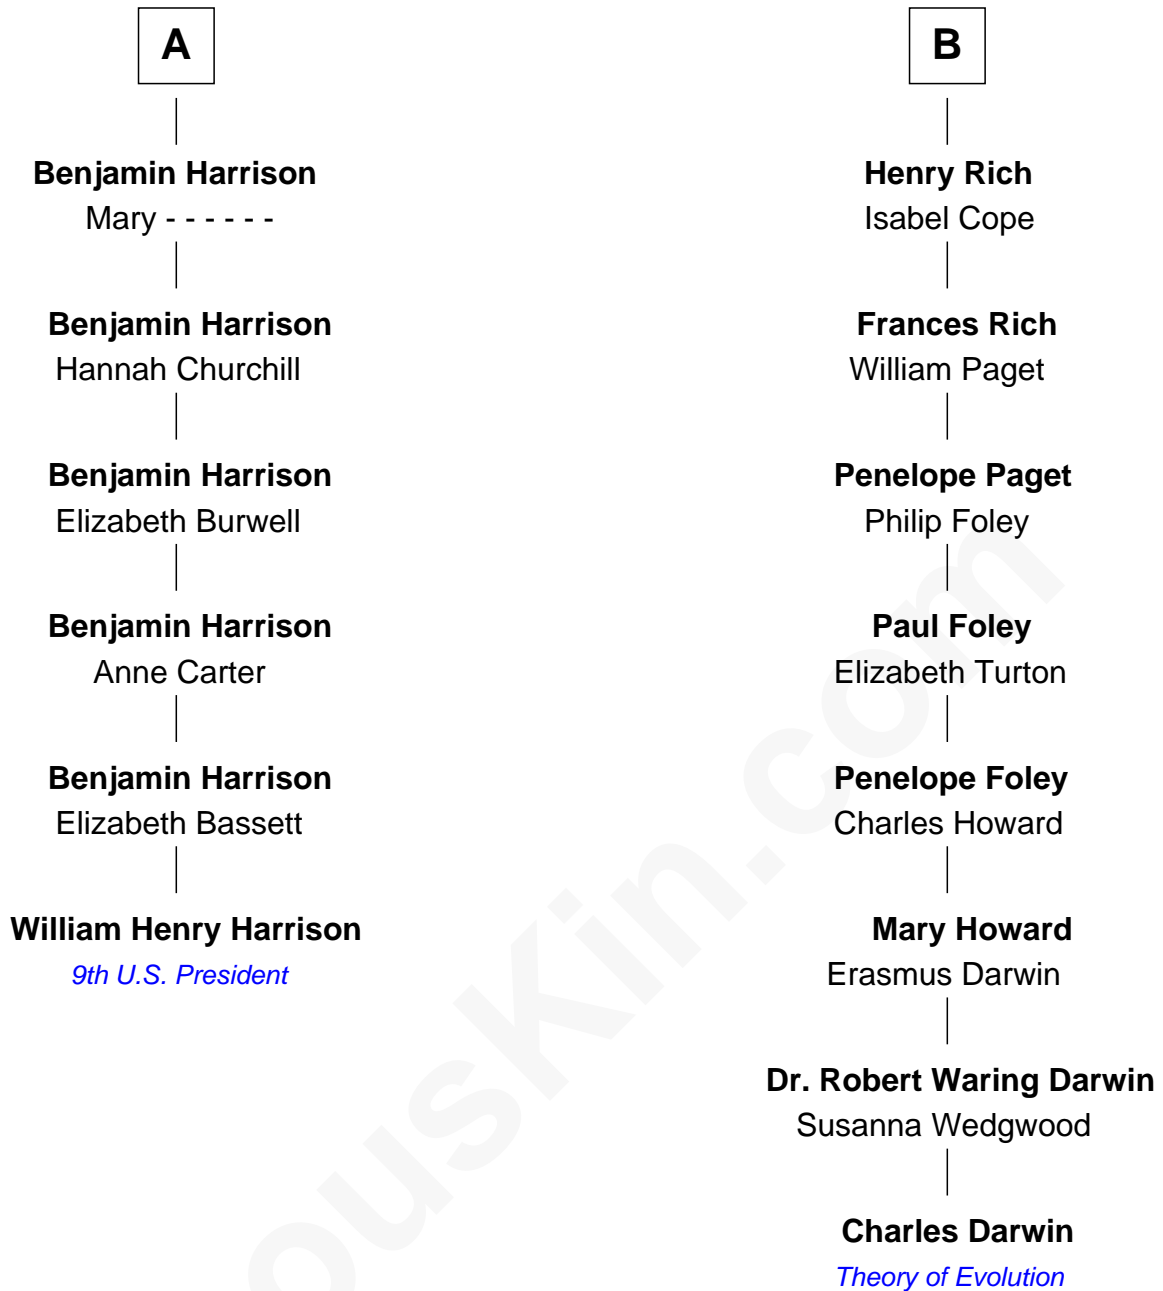 A
Benjamin Harrison
Mary - - - - - -
Benjamin Harrison
Hannah Churchill
Benjamin Harrison
Elizabeth Burwell
Benjamin Harrison
Anne Carter
Benjamin Harrison
Elizabeth Bassett
William Henry Harrison
9th U.S. President
B
Henry Rich
Isabel Cope
Frances Rich
William Paget
Penelope Paget
Philip Foley
Paul Foley
Elizabeth Turton
Penelope Foley
Charles Howard
Mary Howard
Erasmus Darwin
Dr. Robert Waring Darwin
Susanna Wedgwood
Charles Darwin
Theory of Evolution
ousKin.com